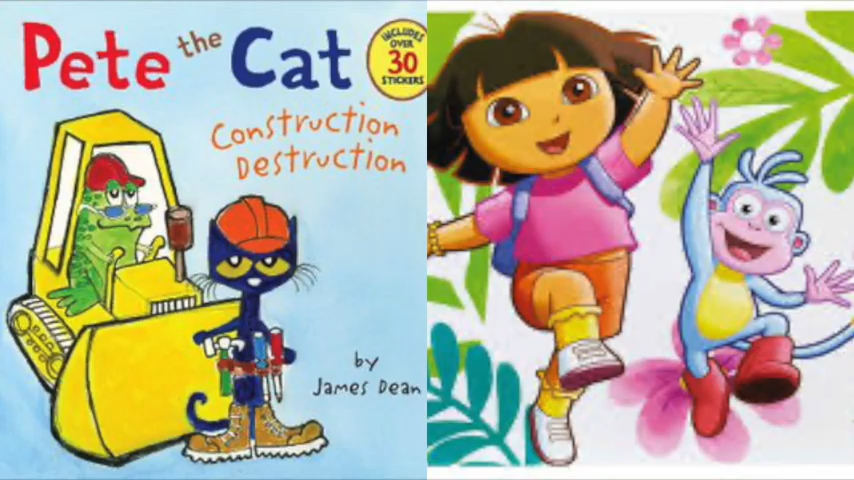 Pete the Cat
INCLUDES
OVER
30
STICKERS
Construction
Destruction
by
James Dean